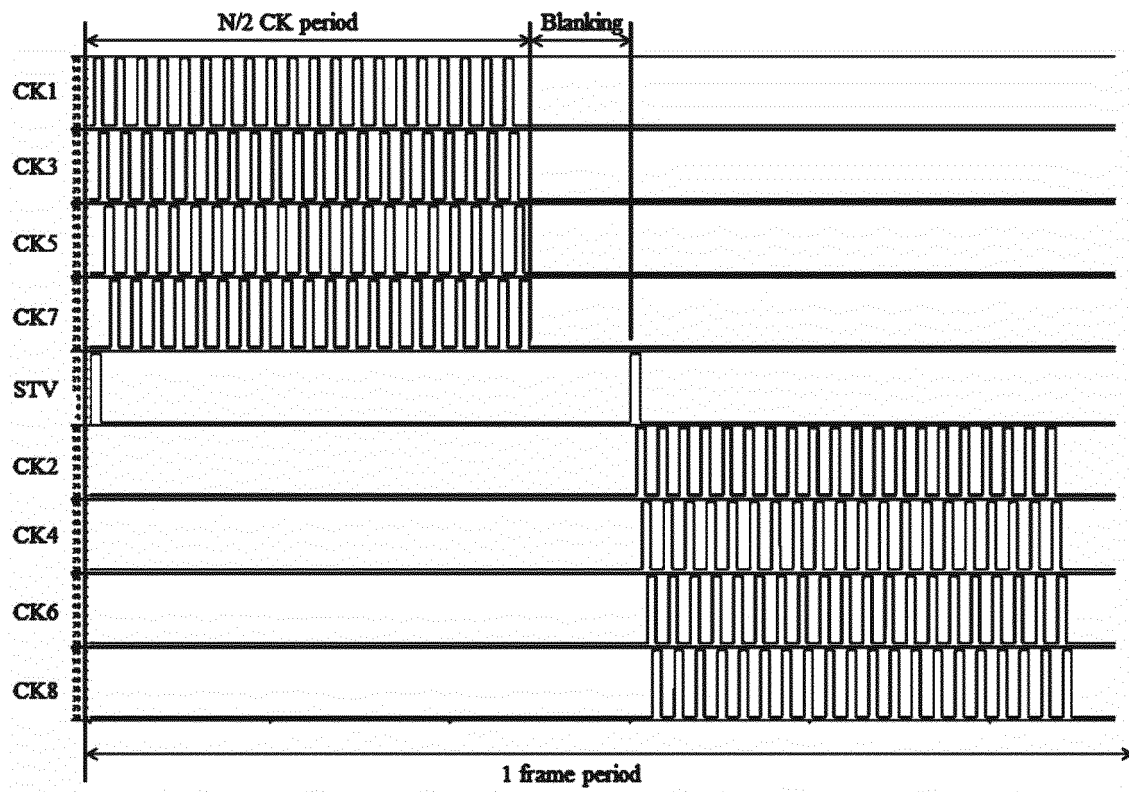 N/2 CK period
Blanking
CK1
CK3
CK5
CK7
STV
CK2
CK4
CK6
CK8
1 frame period